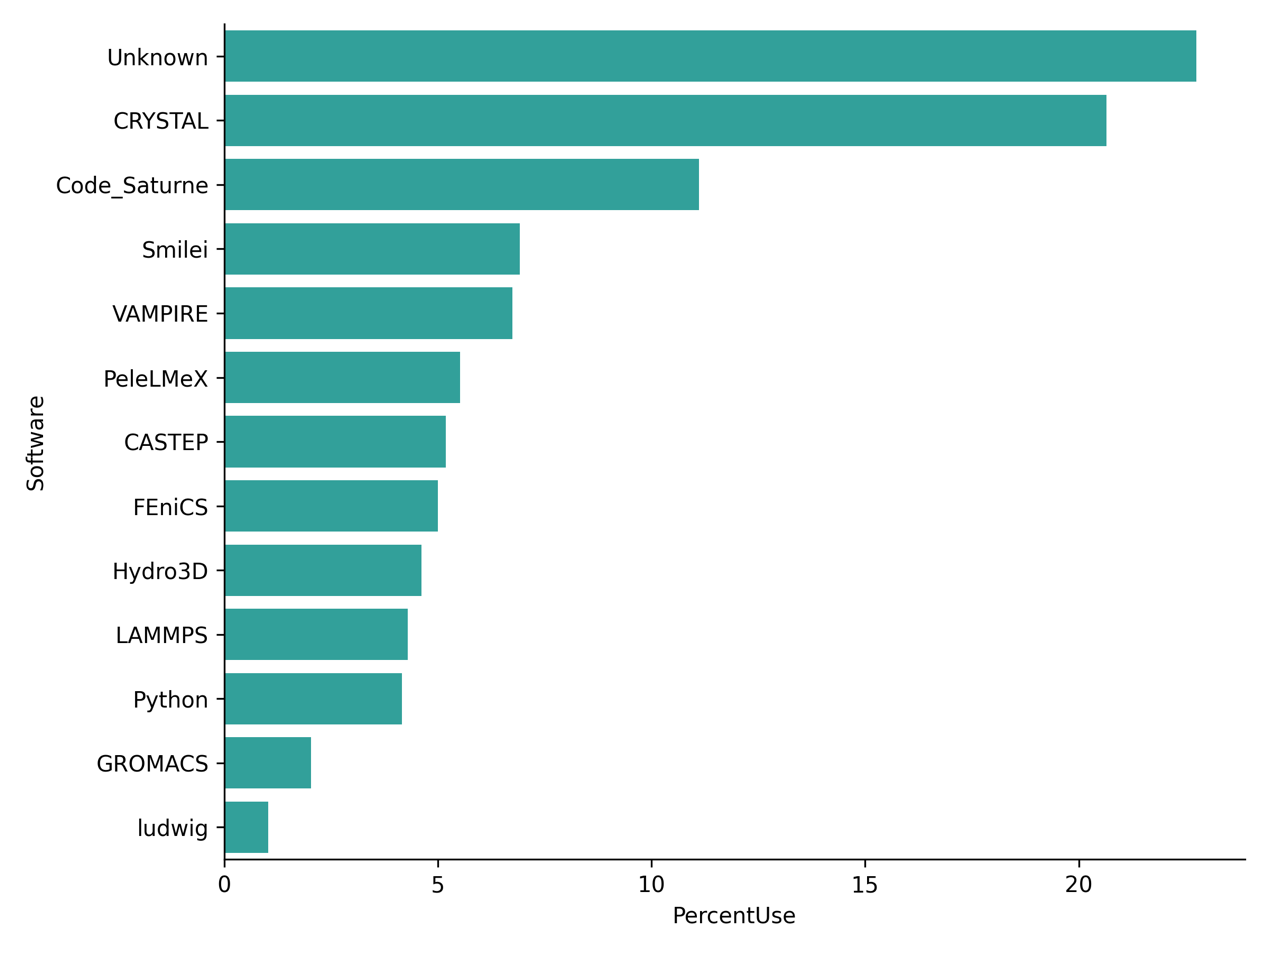 Unknown
CRYSTAL
Code_Saturne
Smilei
VAMPIRE
PeleLMeX
CASTEP
FEniCS
Hydro3D
LAMMPS
Python
GROMACS
ludwig
Software
0 5 10 15 20
PercentUse